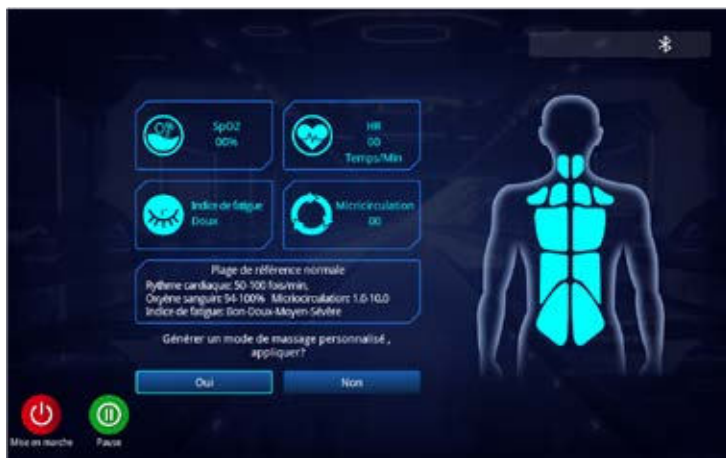 SpO2
00%
HR
00
Temps/Min
Indice de fatigue
Doux
Micricirculation
00
Plage de référence normale
Rythme cardiaque: 50-100 fois/min,
Oxyène sanguin: 94-100% Microcirculation: 1.0-10.0
Indice de fatigue: Bon-Doux-Moyen-Sévère
Générer un mode de massage personnalisé ,
appliquer?
Oui
Non
Mise en marche
Pause